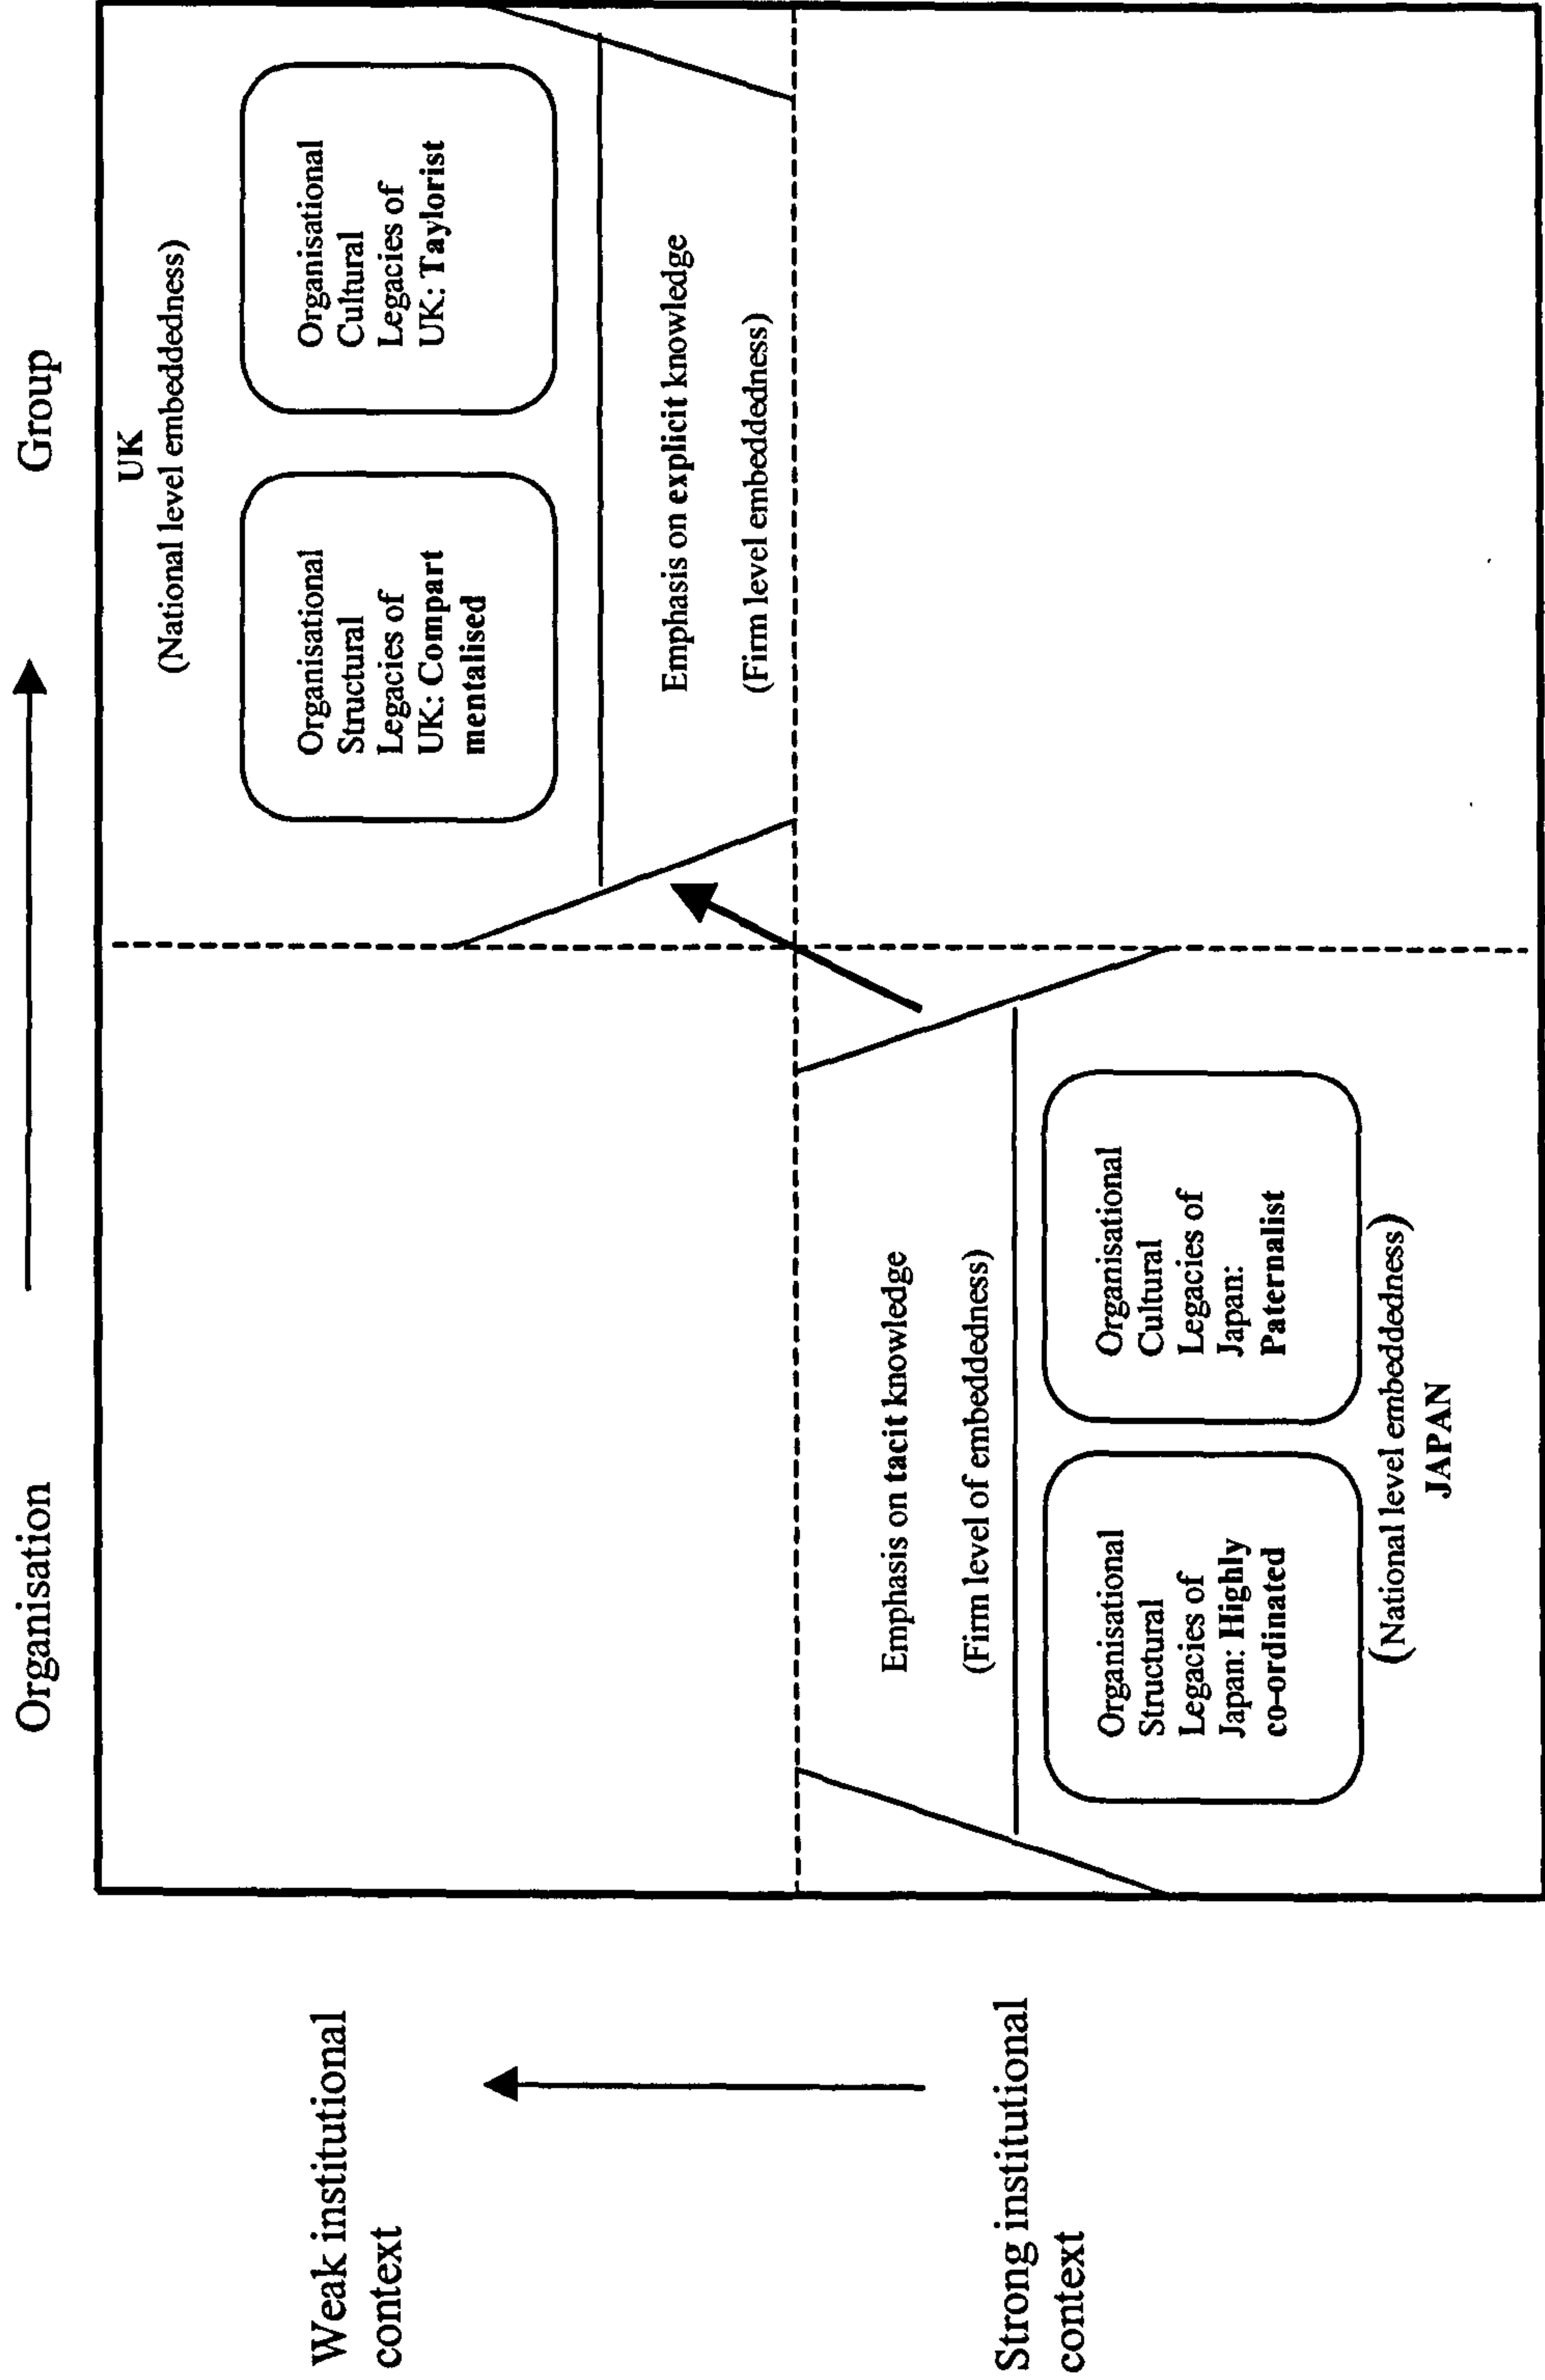 Organisation
Group
Weak institutional
context
UK
(National level embeddedness)
Organisational
Structural
Legacies of
UK: Compart
mentalised
Organisational
Cultural
Legacies of
UK: Taylorist
Emphasis on explicit knowledge
(Firm level embeddedness)
Strong institutional
context
Emphasis on tacit knowledge
(Firm level of embeddedness)
Organisational
Structural
Legacies of
Japan: Highly
co-ordinated
Organisational
Cultural
Legacies of
Japan:
Paternalist
(National level embeddedness)
JAPAN